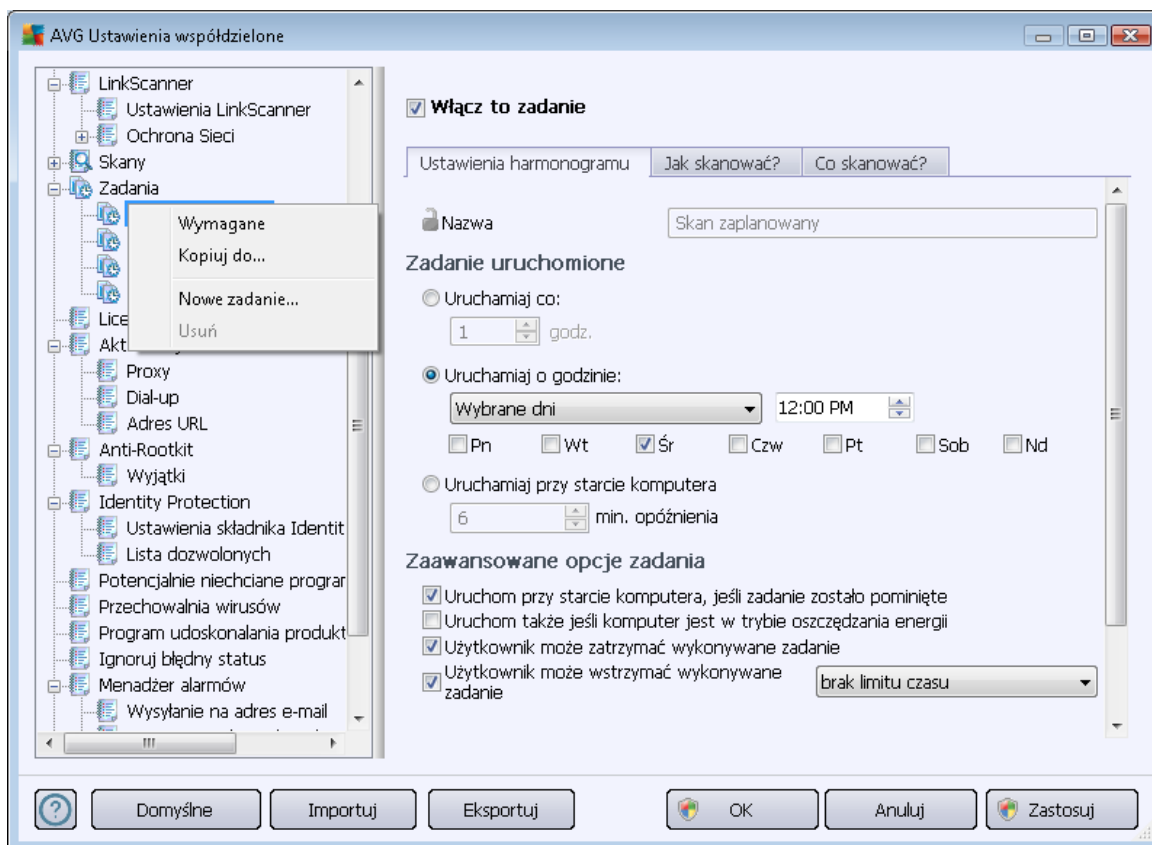 AVG Ustawienia współdzielone
LinkScanner
Ustawienia LinkScanner
Ochrona Sieci
Skany
Zadania
Wymagane
Kopiuj do...
Nowe zadanie...
Usuń
Lice
Akt
Proxy
Dial-up
Adres URL
Anti-Rootkit
Wyjątki
Identity Protection
Ustawienia składnika Identit
Lista dozwolonych
Potencjalnie niechciane program
Przechowalnia wirusów
Program udoskonalania produkt
Ignoruj błędny status
Menadżer alarmów
Wysyłanie na adres e-mail
Włącz to zadanie
Ustawienia harmonogramu
Jak skanować?
Co skanować?
Nazwa
Skan zaplanowany
Zadanie uruchomione
Uruchamiaj co:
1 godz.
Uruchamiaj o godzinie:
Wybrane dni 12:00 PM
Pn Wt Śr Czw Pt Sob Nd
Uruchamiaj przy starcie komputera
6 min. opóźnienia
Zaawansowane opcje zadania
Uruchom przy starcie komputera, jeśli zadanie zostało pominięte
Uruchom także jeśli komputer jest w trybie oszczędzania energii
Użytkownik może zatrzymać wykonywane zadanie
Użytkownik może wstrzymać wykonywane
zadanie
brak limitu czasu
Domyślne Importuj Eksportuj OK Anuluj Zastosuj